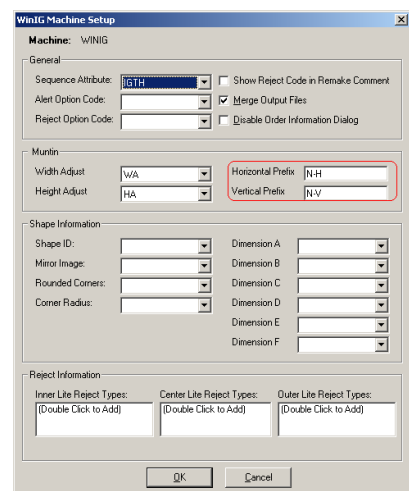 WinIG Machine Setup
Machine: WINIG
General
Sequence Attribute: IGTH Show Reject Code in Remake Comment
Alert Option Code: Merge Output Files
Reject Option Code: Disable Order Information Dialog
Muntin
Width Adjust WA Horizontal Prefix N-H
Height Adjust HA Vertical Prefix N-V
Shape Information
Shape ID: Dimension A
Mirror Image: Dimension B
Rounded Corners: Dimension C
Corner Radius: Dimension D
Dimension E
Dimension F
Reject Information
Inner Lite Reject Types: Center Lite Reject Types: Outer Lite Reject Types:
(Double Click to Add) (Double Click to Add) (Double Click to Add)
OK Cancel